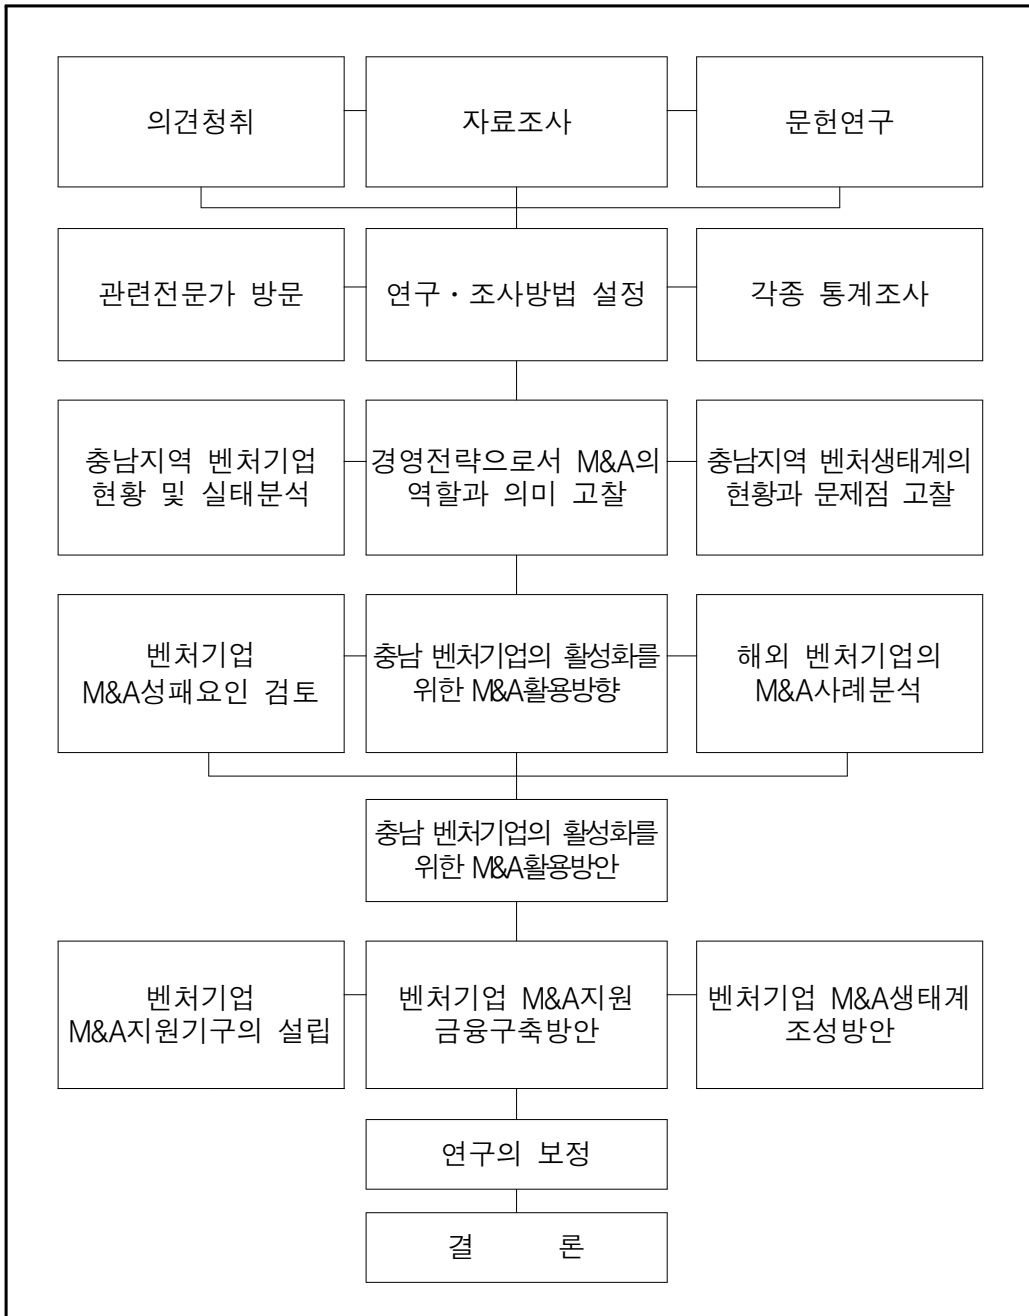 의견청취
자료조사
문헌연구
관련전문가 방문
연구・조사방법 설정
각종 통계조사
충남지역 벤처기업
현황 및 실태분석
경영전략으로서 M&A의
역할과 의미 고찰
충남지역 벤처생태계의
현황과 문제점 고찰
벤처기업
M&A성패요인 검토
충남 벤처기업의 활성화를
위한 M&A활용방향
해외 벤처기업의
M&A사례분석
충남 벤처기업의 활성화를
위한 M&A활용방안
벤처기업
M&A지원기구의 설립
벤처기업 M&A지원
금융구축방안
벤처기업 M&A생태계
조성방안
연구의 보정
결 론